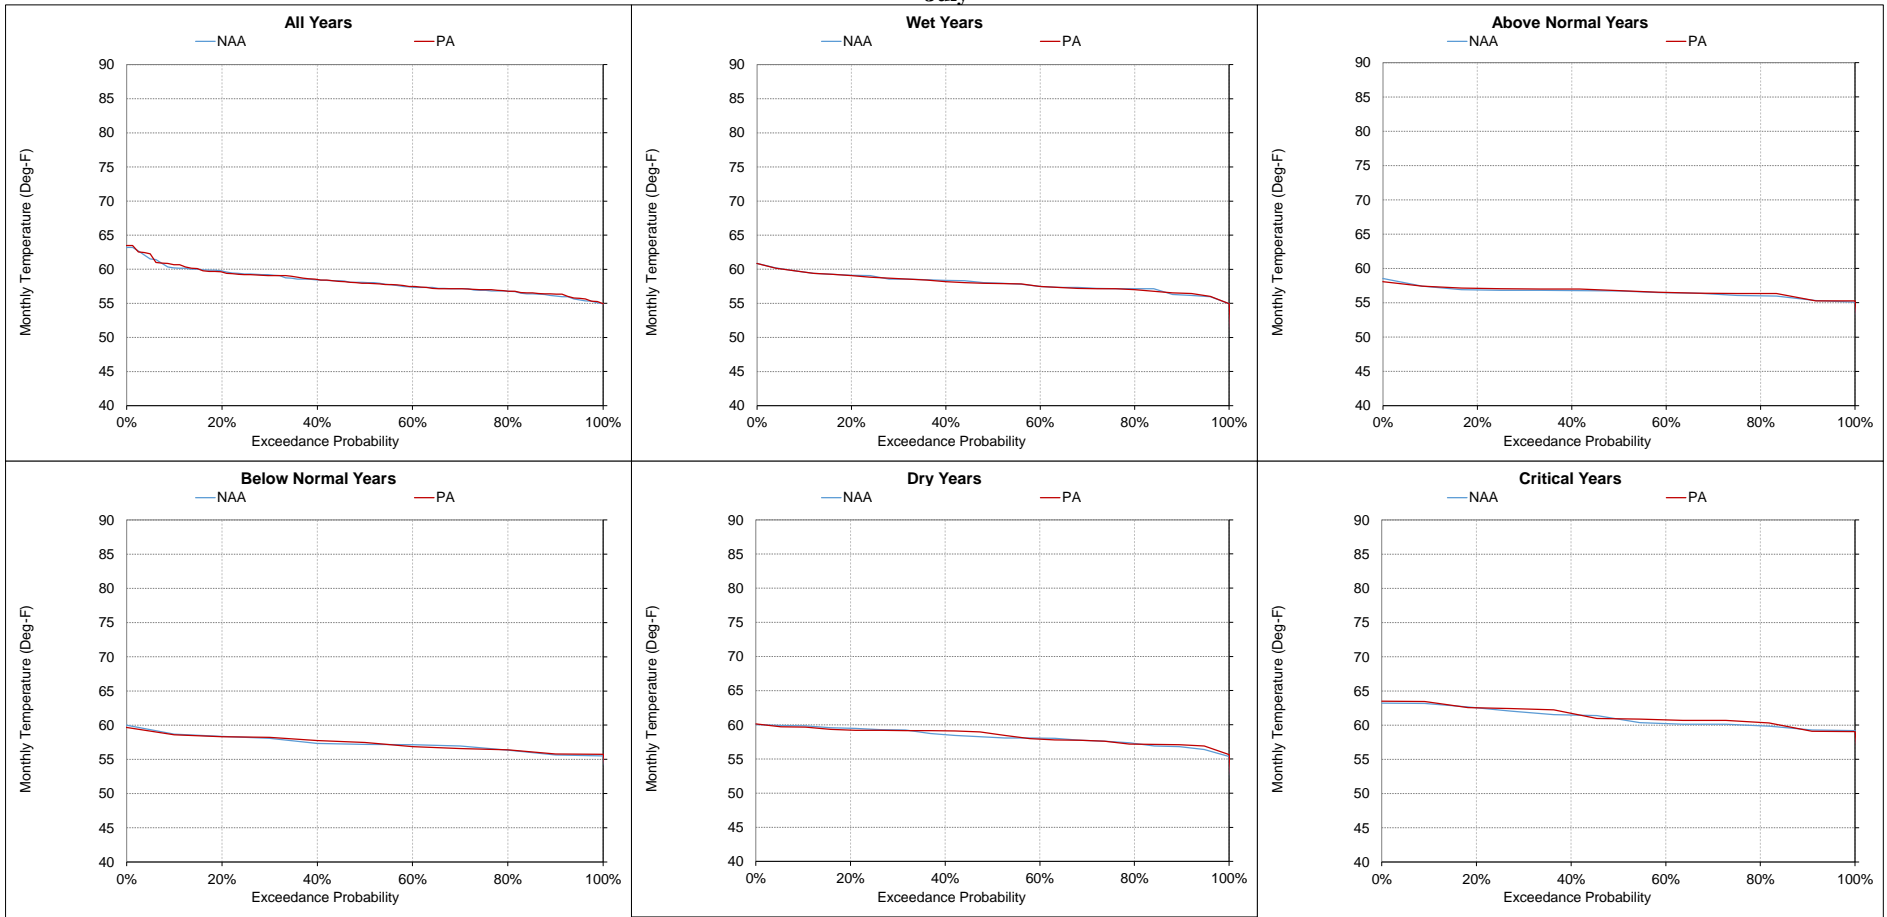 All Years
NAA PA
90
85
80
75
70
65
60
55
50
45
40
Monthly Temperature (Deg-F)
0% 20% 40% 60% 80% 100%
Exceedance Probability
Wet Years
NAA PA
90
85
80
75
70
65
60
55
50
45
40
Monthly Temperature (Deg-F)
0% 20% 40% 60% 80% 100%
Exceedance Probability
Above Normal Years
NAA PA
90
85
80
75
70
65
60
55
50
45
40
Monthly Temperature (Deg-F)
0% 20% 40% 60% 80% 100%
Exceedance Probability
Below Normal Years
NAA PA
90
85
80
75
70
65
60
55
50
45
40
Monthly Temperature (Deg-F)
0% 20% 40% 60% 80% 100%
Exceedance Probability
Dry Years
NAA PA
90
85
80
75
70
65
60
55
50
45
40
Monthly Temperature (Deg-F)
0% 20% 40% 60% 80% 100%
Exceedance Probability
Critical Years
NAA PA
90
85
80
75
70
65
60
55
50
45
40
Monthly Temperature (Deg-F)
0% 20% 40% 60% 80% 100%
Exceedance Probability